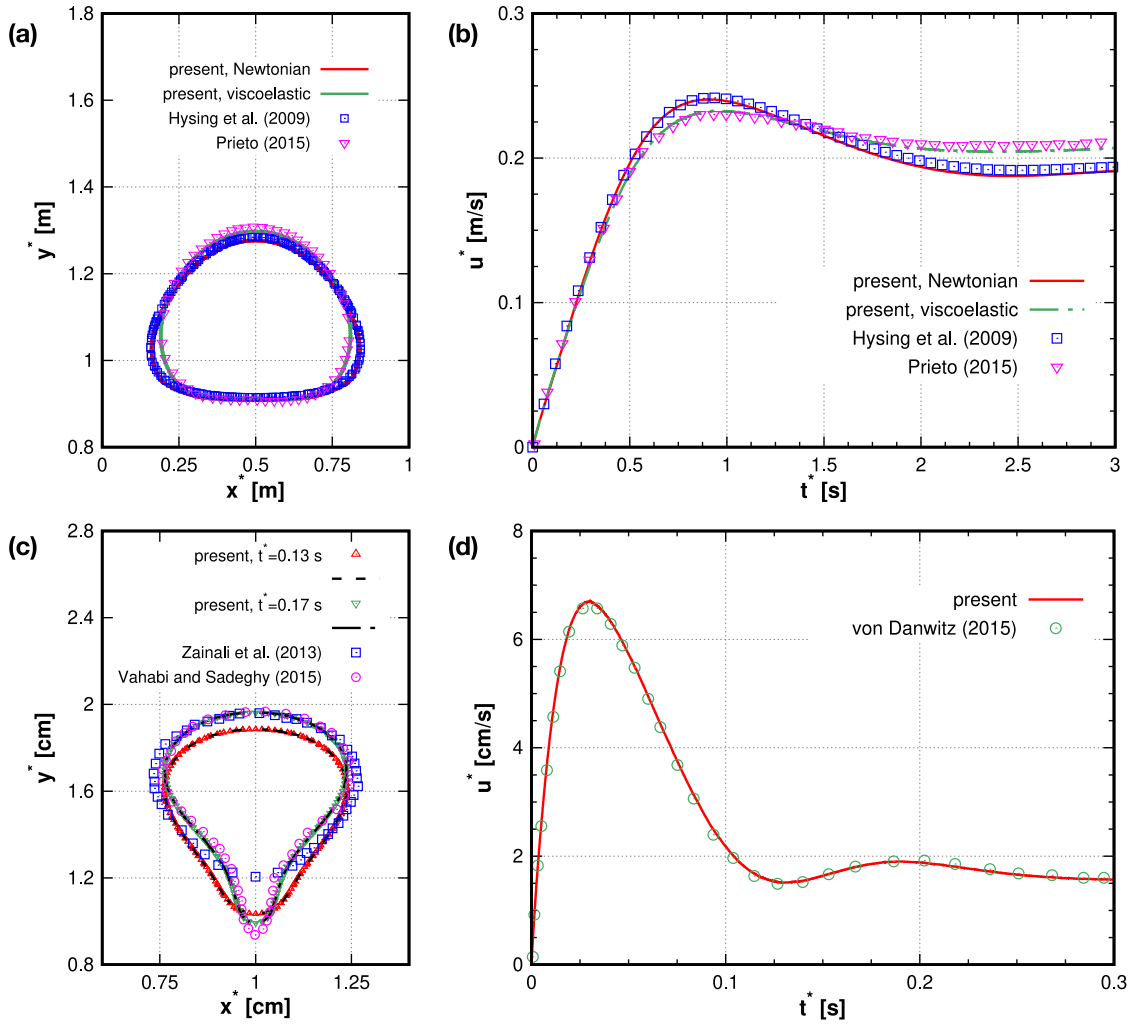 (a)
1.8
1.6
1.4
1.2
1
0.8
y* [m]
present, Newtonian
present, viscoelastic
Hysing et al. (2009)
Prieto (2015)
0
0.25
0.5
0.75
1
x* [m]
(b)
0.3
0.2
0.1
0
u* [m/s]
present, Newtonian
present, viscoelastic
Hysing et al. (2009)
Prieto (2015)
0
0.5
1
1.5
2
2.5
3
t* [s]
(c)
2.8
2.4
2
1.6
1.2
0.8
y* [cm]
present, t*=0.13 s
present, t*=0.17 s
Zainali et al. (2013)
Vahabi and Sadeghy (2015)
0.75
1
1.25
x* [cm]
(d)
8
6
4
2
0
u* [cm/s]
present
von Danwitz (2015)
0
0.1
0.2
0.3
t* [s]